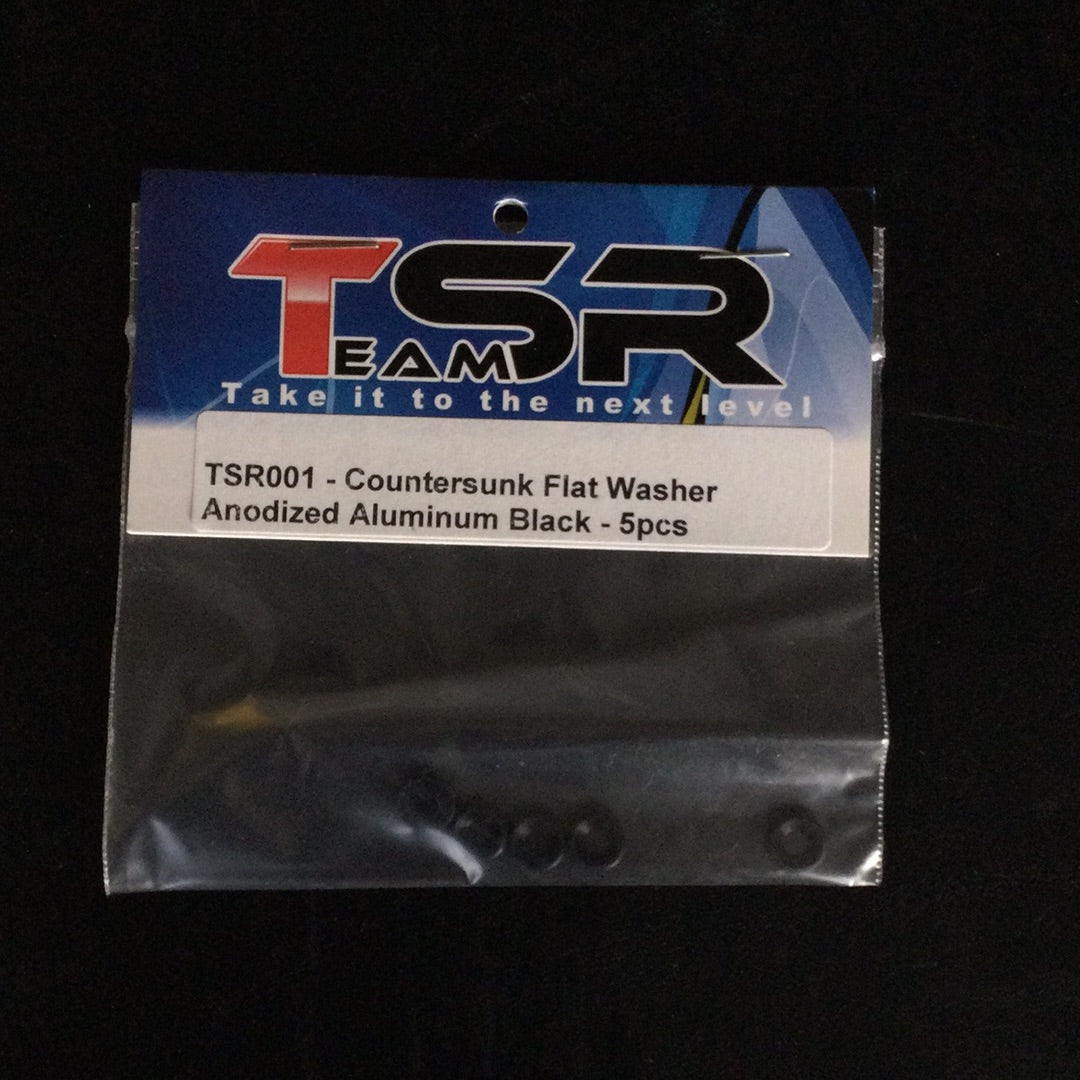 TEAM SR
Take it to the next level
TSR001 - Countersunk Flat Washer
Anodized Aluminum Black - 5pcs